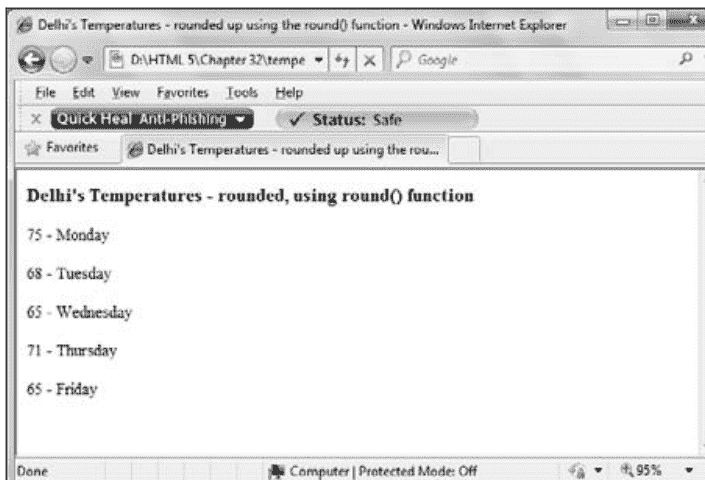 Delhi's Temperatures - rounded up using the round() function - Windows Internet Explorer
D:\HTML 5\Chapter 32\tempe
Google
File Edit View Favorites Tools Help
Quick Heal Anti-Phishing
Status: Safe
Favorites
Delhi's Temperatures - rounded up using the rou...
Delhi's Temperatures - rounded, using round() function
75 - Monday
68 - Tuesday
65 - Wednesday
71 - Thursday
65 - Friday
Done
Computer | Protected Mode: Off
95%